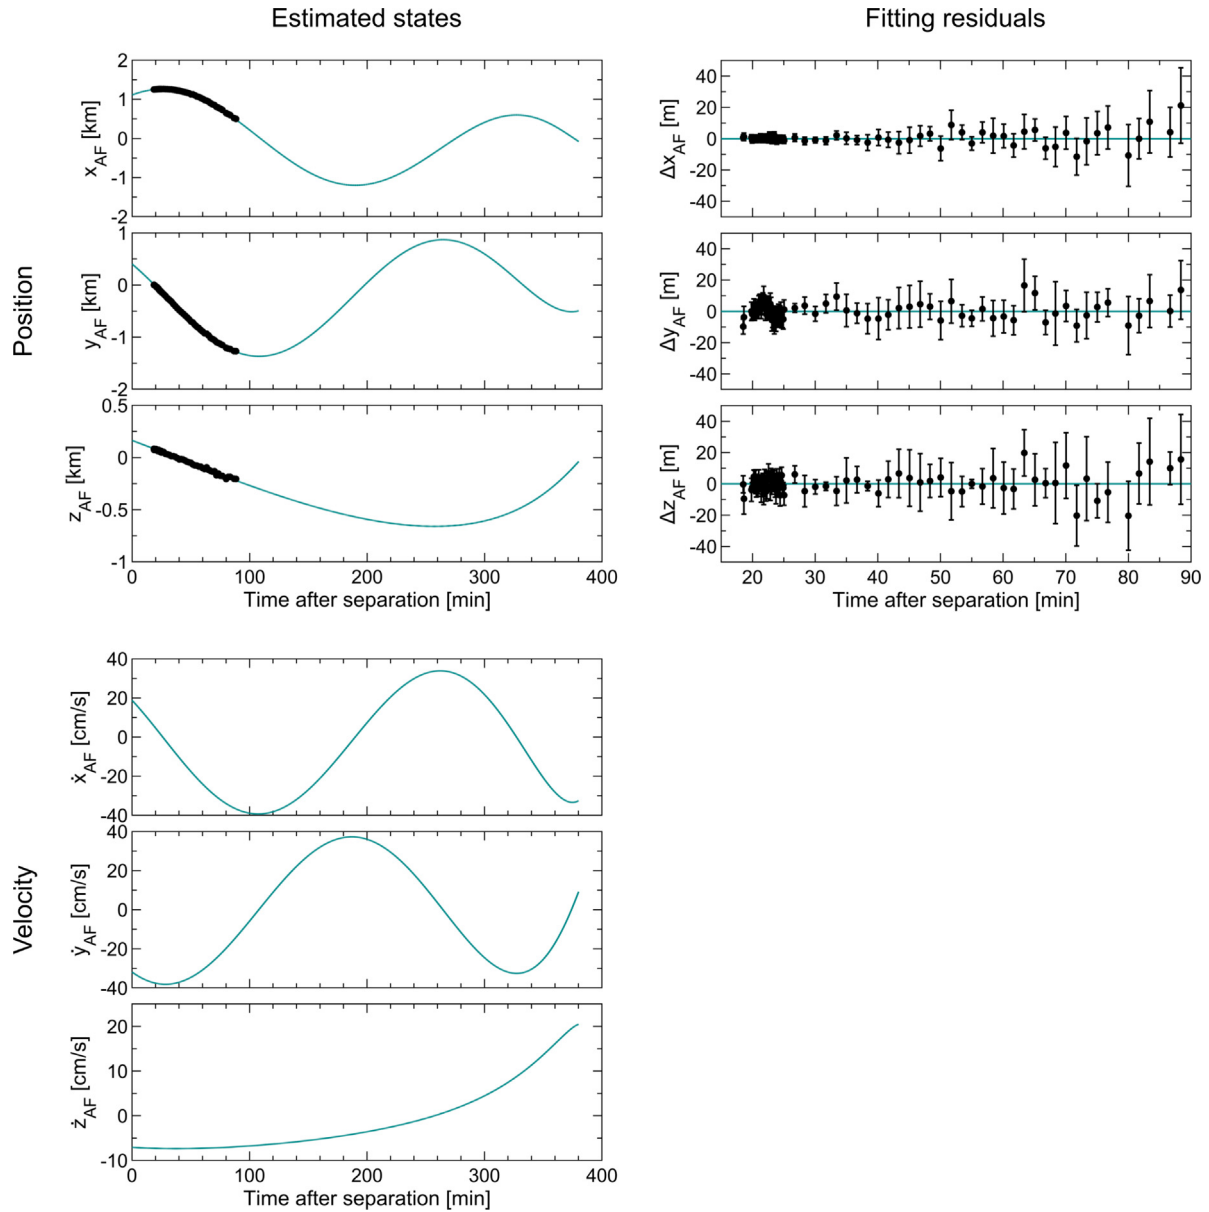 Estimated states
Fitting residuals
Position
x_AF [km]
2
1
0
-1
-2
y_AF [km]
1
0
-1
-2
z_AF [km]
0.5
0
-0.5
-1
0 100 200 300 400
Time after separation [min]
Δx_AF [m]
40
20
0
-20
-40
Δy_AF [m]
40
20
0
-20
-40
Δz_AF [m]
40
20
0
-20
-40
20 30 40 50 60 70 80 90
Time after separation [min]
Velocity
ẋ_AF [cm/s]
40
20
0
-20
-40
ẏ_AF [cm/s]
40
20
0
-20
-40
ż_AF [cm/s]
20
10
0
-10
0 100 200 300 400
Time after separation [min]